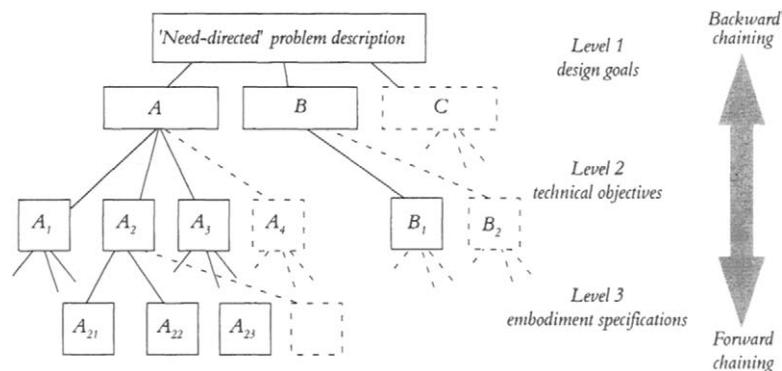 'Need-directed' problem description
Level 1
design goals
Backward
chaining
A
B
C
Level 2
technical objectives
A1
A2
A3
A4
B1
B2
Level 3
embodiment specifications
A21
A22
A23
Forward
chaining